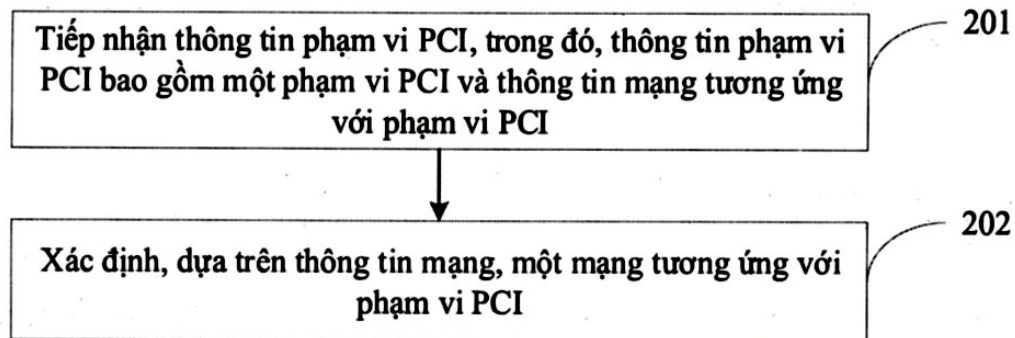 201
Tiếp nhận thông tin phạm vi PCI, trong đó, thông tin phạm vi
PCI bao gồm một phạm vi PCI và thông tin mạng tương ứng
với phạm vi PCI
202
Xác định, dựa trên thông tin mạng, một mạng tương ứng với
phạm vi PCI